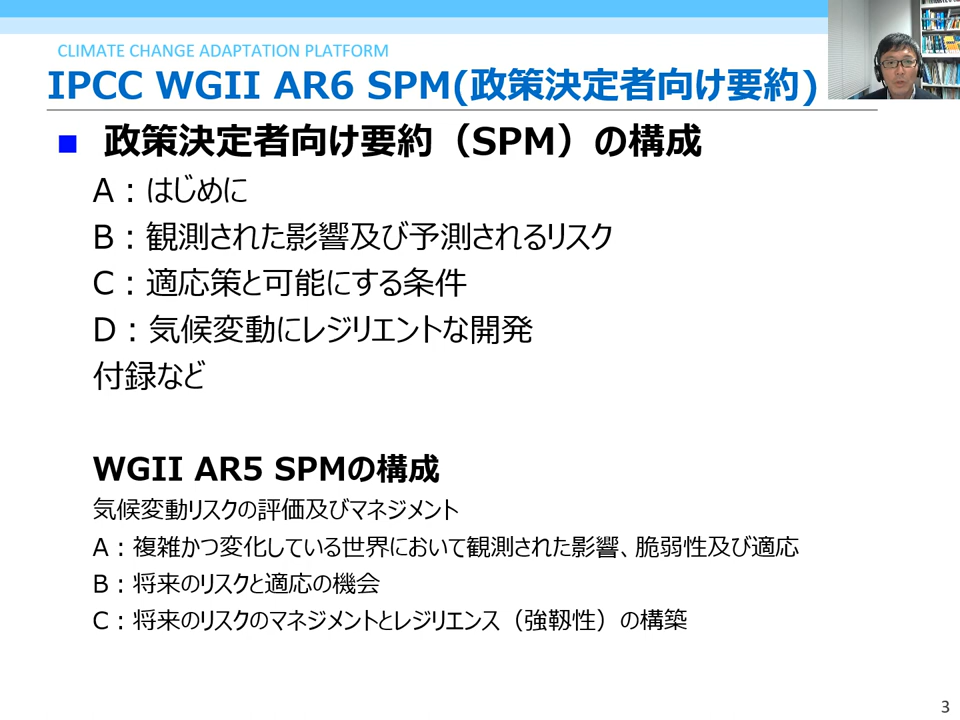 CLIMATE CHANGE ADAPTATION PLATFORM
IPCC WGII AR6 SPM(政策決定者向け要約)
■ 政策決定者向け要約（SPM）の構成
A：はじめに
B：観測された影響及び予測されるリスク
C：適応策と可能にする条件
D：気候変動にレジリエントな開発
付録など
WGII AR5 SPMの構成
気候変動リスクの評価及びマネジメント
A：複雑かつ変化している世界において観測された影響、脆弱性及び適応
B：将来のリスクと適応の機会
C：将来のリスクのマネジメントとレジリエンス（強靱性）の構築
3